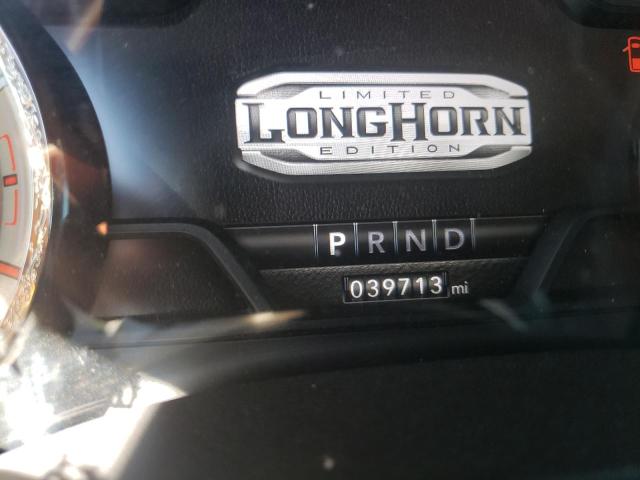 LIMITED
LONGHORN
EDITION
P R N D
039713 mi